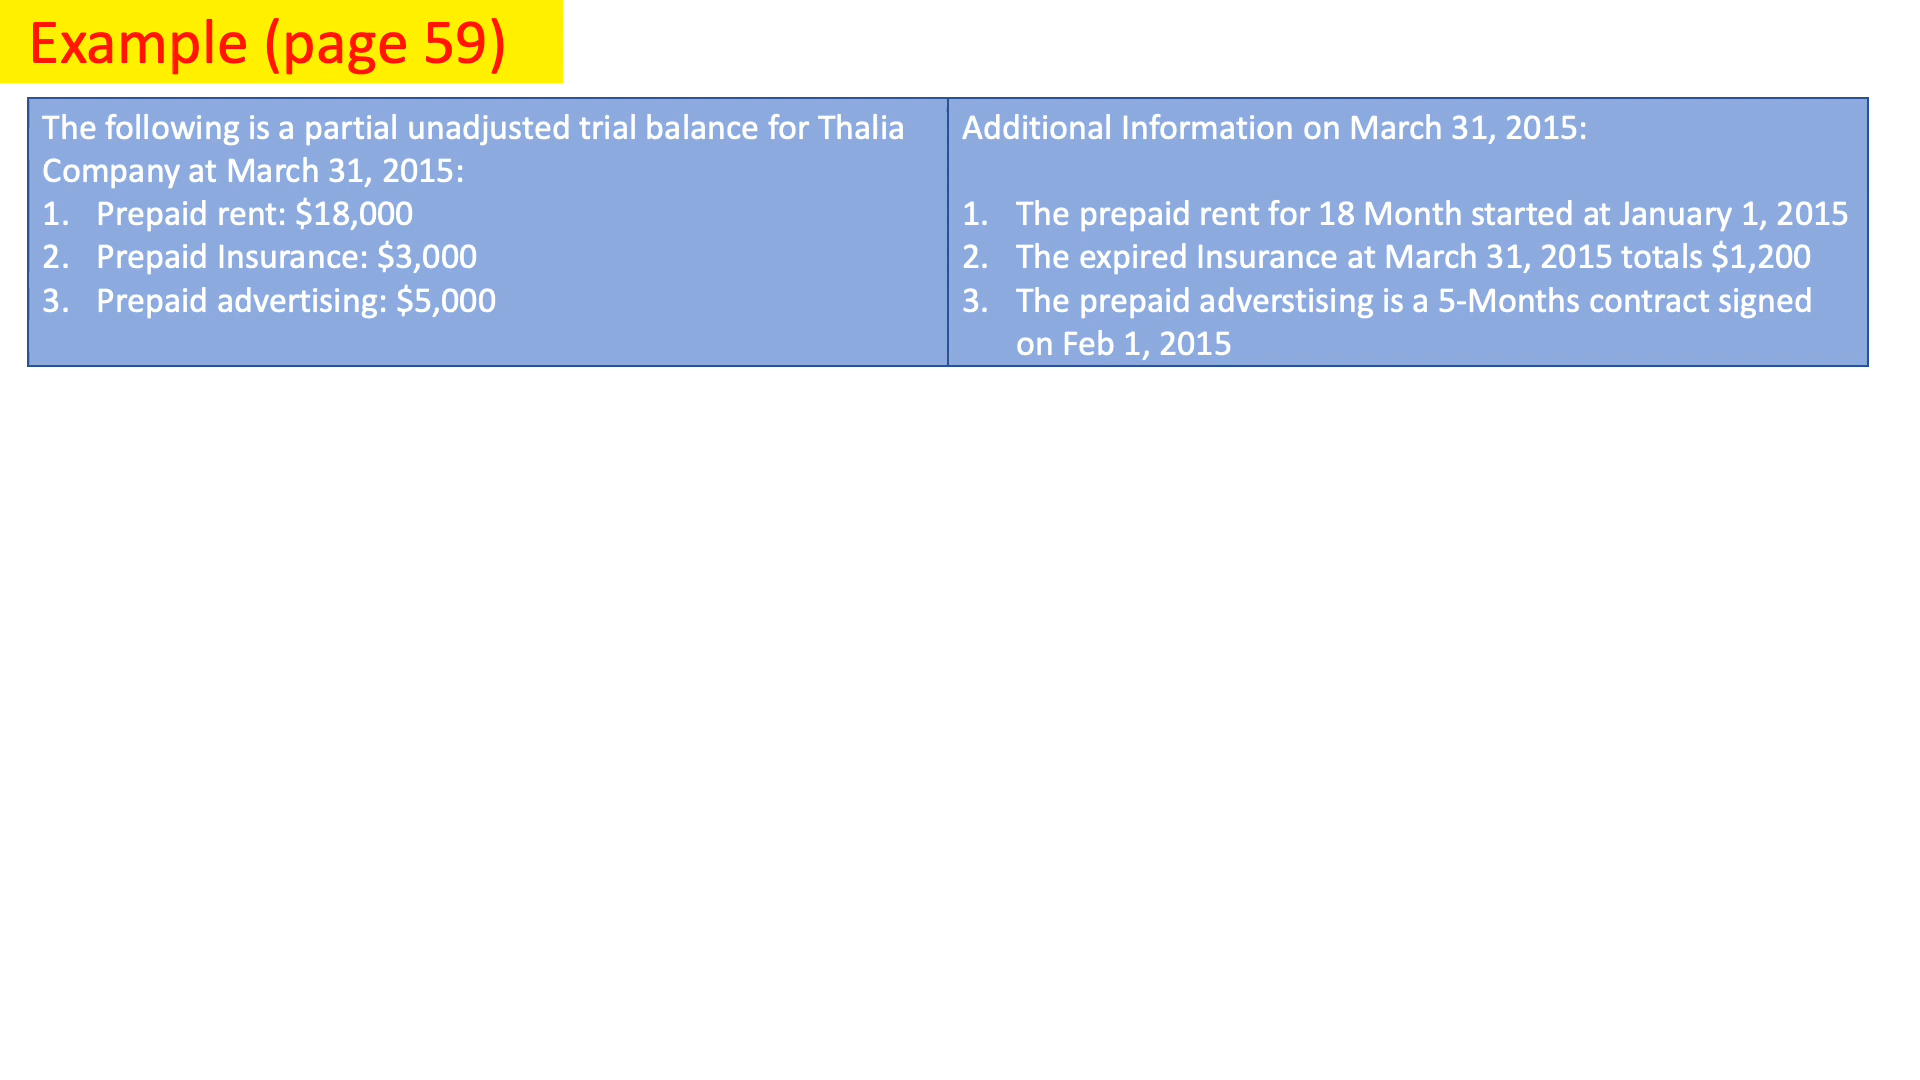 Example (page 59)
The following is a partial unadjusted trial balance for Thalia
Company at March 31, 2015:
1. Prepaid rent: $18,000
2. Prepaid Insurance: $3,000
3. Prepaid advertising: $5,000
Additional Information on March 31, 2015:
1. The prepaid rent for 18 Month started at January 1, 2015
2. The expired Insurance at March 31, 2015 totals $1,200
3. The prepaid adverstising is a 5-Months contract signed
on Feb 1, 2015